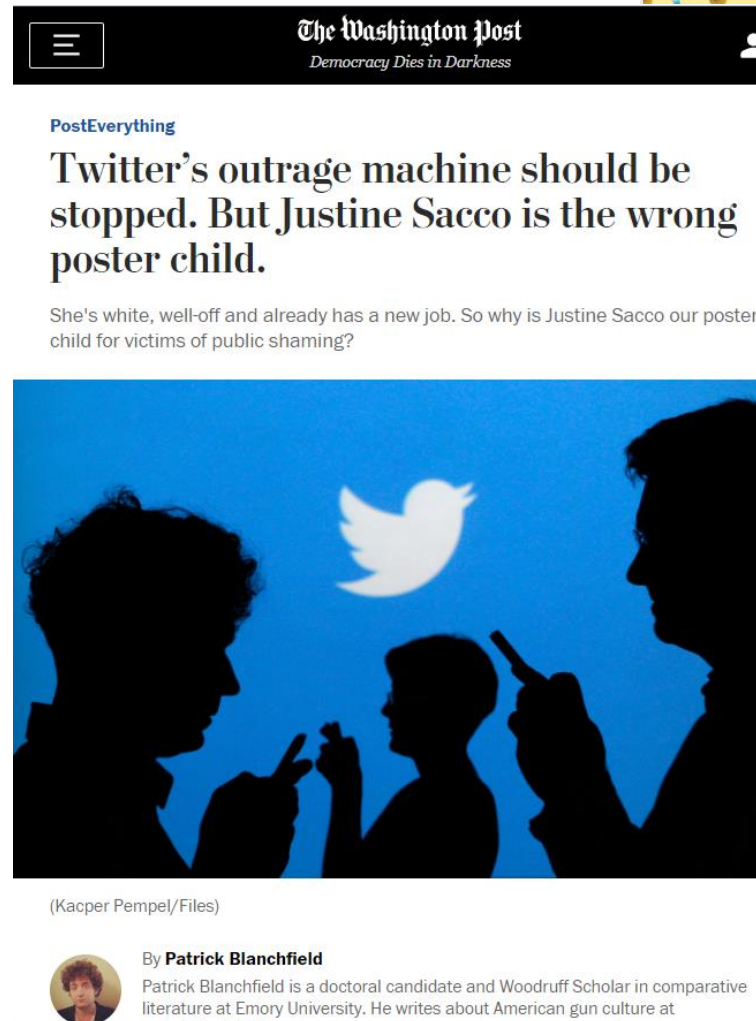 The Washington Post
Democracy Dies in Darkness
PostEverything
Twitter’s outrage machine should be
stopped. But Justine Sacco is the wrong
poster child.
She's white, well-off and already has a new job. So why is Justine Sacco our poster
child for victims of public shaming?
(Kacper Pempel/Files)
By Patrick Blanchfield
Patrick Blanchfield is a doctoral candidate and Woodruff Scholar in comparative
literature at Emory University. He writes about American gun culture at